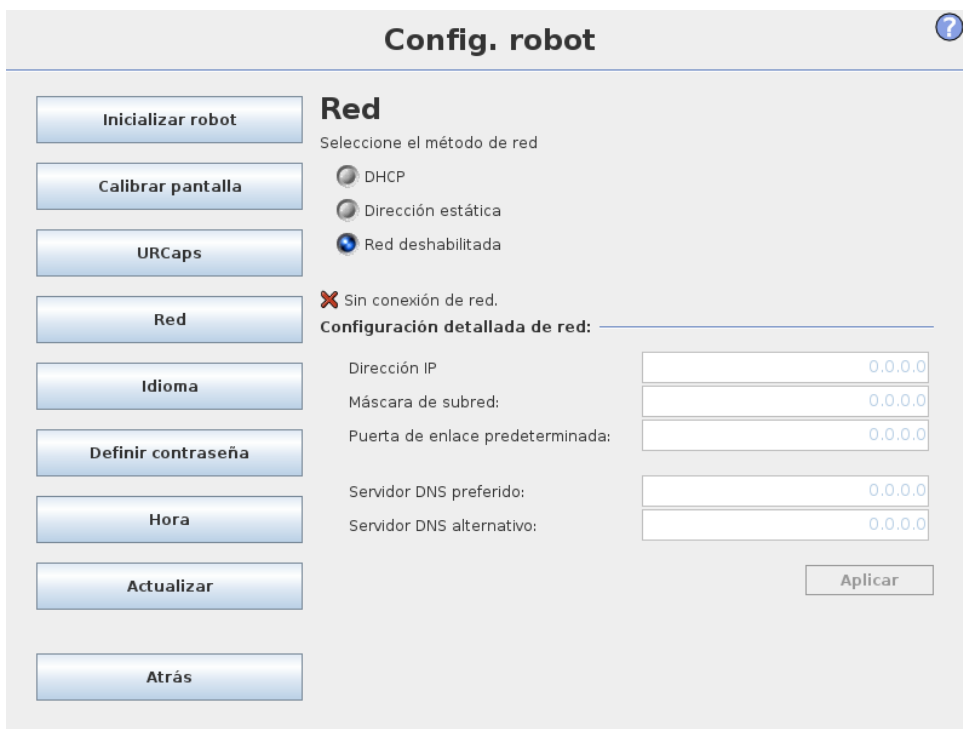 Config. robot
?
Inicializar robot
Calibrar pantalla
URCaps
Red
Idioma
Definir contraseña
Hora
Actualizar
Atrás
Red
Seleccione el método de red
DHCP
Dirección estática
Red deshabilitada
Sin conexión de red.
Configuración detallada de red:
Dirección IP 0.0.0.0
Máscara de subred: 0.0.0.0
Puerta de enlace predeterminada: 0.0.0.0
Servidor DNS preferido: 0.0.0.0
Servidor DNS alternativo: 0.0.0.0
Aplicar